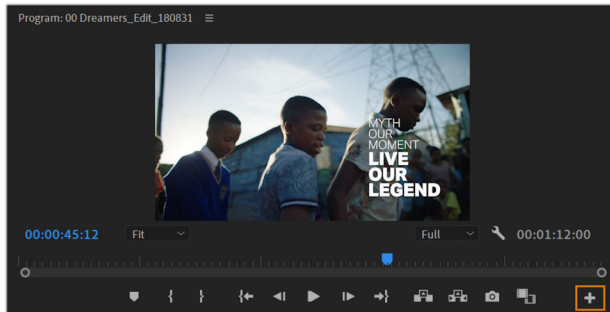 Program: 00 Dreamers_Edit_180831
MYTH
OUR
MOMENT
LIVE
OUR
LEGEND
00:00:45:12 Fit Full 00:01:12:00